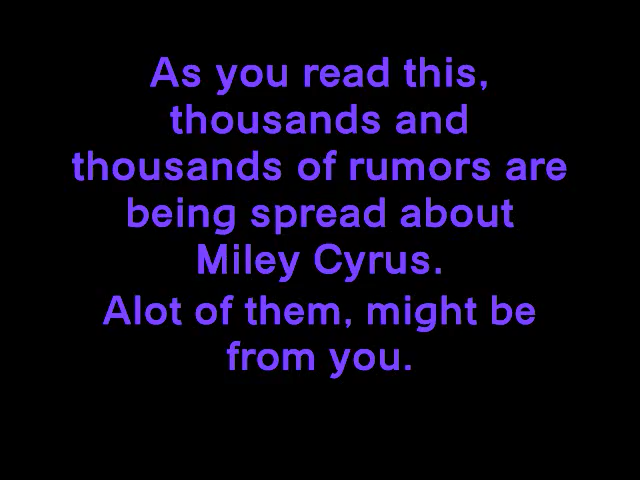 As you read this,
thousands and
thousands of rumors are
being spread about
Miley Cyrus.
Alot of them, might be
from you.